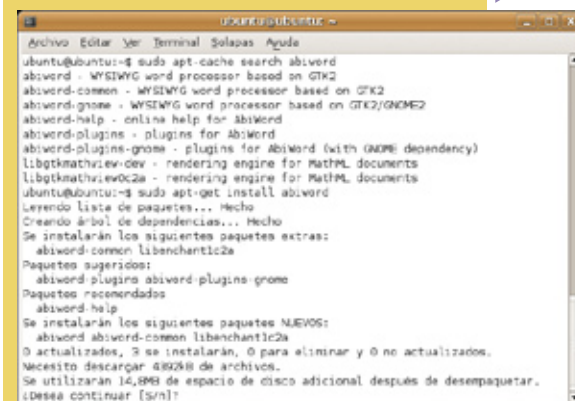 ubuntu@ubuntu: ~
Archivo Editar Ver Terminal Solapas Ayuda
ubuntu@ubuntu:~$ sudo apt-cache search abiword
abiword - WYSIWYG word processor based on GTK2
abiword-common - WYSIWYG word processor based on GTK2
abiword-gnome - WYSIWYG word processor based on GTK2/GNOME2
abiword-help - online help for AbiWord
abiword-plugins - plugins for AbiWord
abiword-plugins-gnome - plugins for AbiWord (with GNOME dependency)
libgtkmathview-dev - rendering engine for MathML documents
libgtkmathview0c2a - rendering engine for MathML documents
ubuntu@ubuntu:~$ sudo apt-get install abiword
Leyendo lista de paquetes... Hecho
Creando árbol de dependencias... Hecho
Se instalarán los siguientes paquetes extras:
abiword-common libenchant1c2a
Paquetes sugeridos:
abiword-plugins abiword-plugins-gnome
Paquetes recomendados
abiword-help
Se instalarán los siguientes paquetes NUEVOS:
abiword abiword-common libenchant1c2a
0 actualizados, 3 se instalarán, 0 para eliminar y 0 no actualizados.
Necesito descargar 4392kB de archivos.
Se utilizarán 14,8MB de espacio de disco adicional después de desempaquetar.
¿Desea continuar [S/n]?